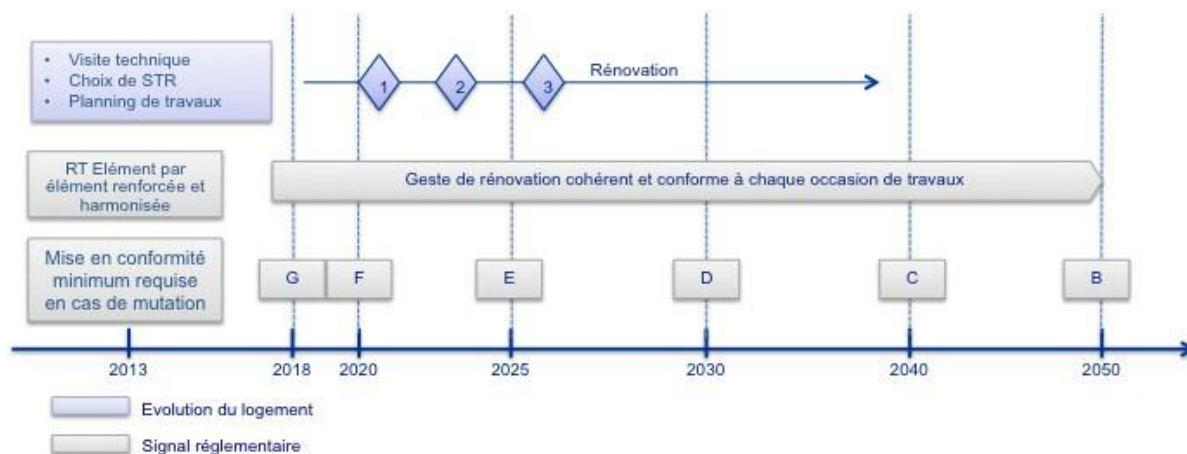 • Visite technique
• Choix de STR
• Planning de travaux
1
2
3
Rénovation
RT Elément par
élément renforcée et
harmonisée
Geste de rénovation cohérent et conforme à chaque occasion de travaux
Mise en conformité
minimum requise
en cas de mutation
G
F
E
D
C
B
2013
2018
2020
2025
2030
2040
2050
Evolution du logement
Signal réglementaire